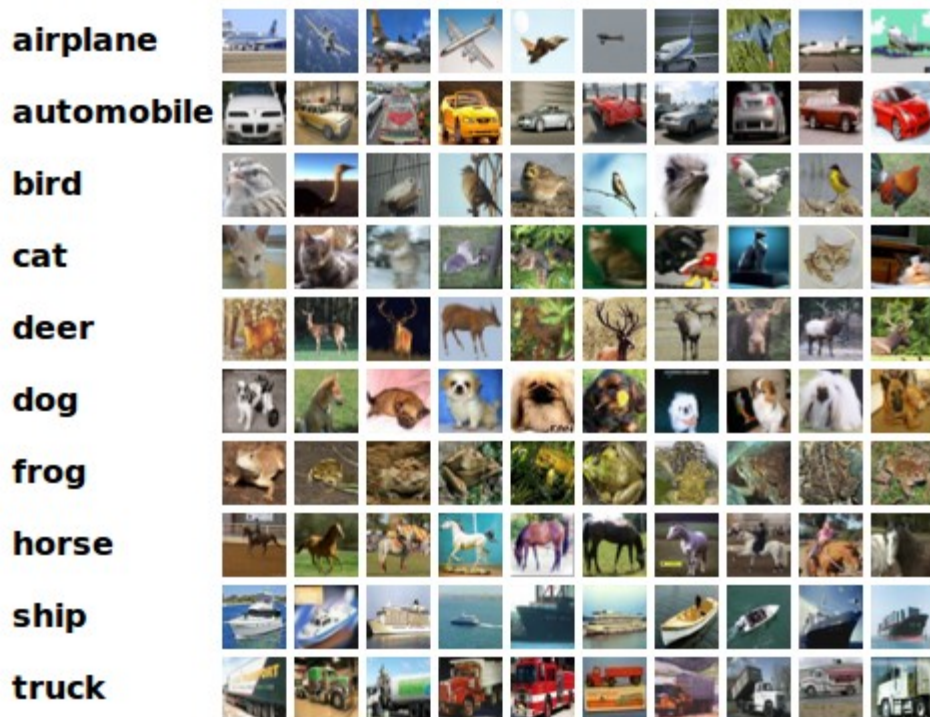 airplane
automobile
bird
cat
deer
dog
frog
horse
ship
truck